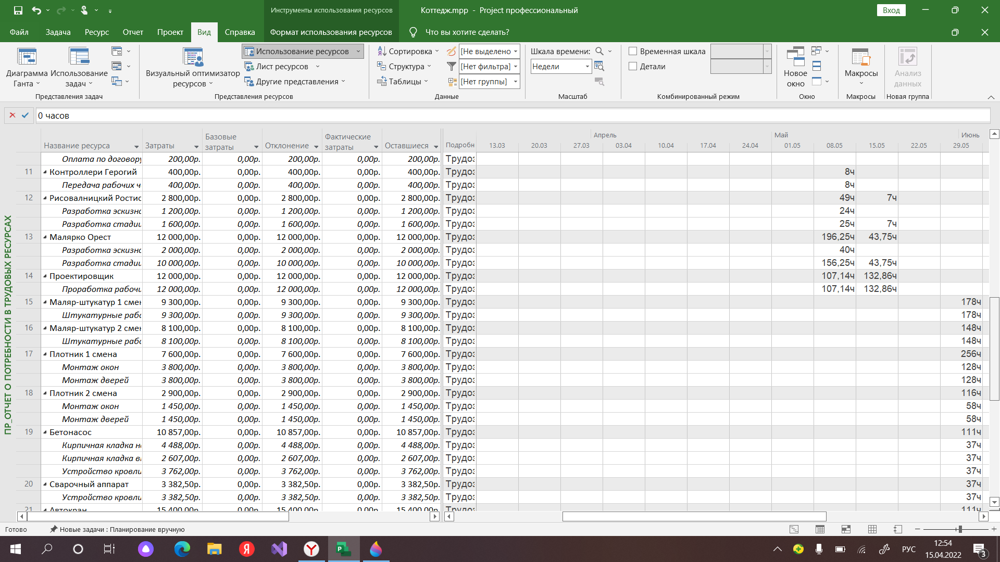 Инструменты использования ресурсов
Коттедж.mpp - Project профессиональный
Вход
Файл Задача Ресурс Отчет Проект Вид Справка Формат использования ресурсов Что вы хотите сделать?
Диаграмма Ганта
Использование задач
Представления задач
Визуальный оптимизатор ресурсов
Использование ресурсов
Лист ресурсов
Другие представления
Представления ресурсов
Сортировка
Структура
Таблицы
[Не выделено
[Нет фильтра]
[Нет группы]
Данные
Шкала времени:
Недели
Масштаб
Временная шкала
Детали
Комбинированный режим
Новое окно
Окно
Макросы
Макросы
Анализ данных
Новая группа
0 часов
ПР_ОТЧЕТ О ПОТРЕБНОСТИ В ТРУДОВЫХ РЕСУРСАХ
Название ресурса Затраты Базовые затраты Отклонение Фактические затраты Оставшиеся Подробн
Апрель Май Июнь
13.03 20.03 27.03 03.04 10.04 17.04 24.04 01.05 08.05 15.05 22.05 29.05
Оплата по договору 200,00р. 0,00р. 200,00р. 0,00р. 200,00р. Трудоз
11 Контроллери Герогий 400,00р. 0,00р. 400,00р. 0,00р. 400,00р. Трудоз 8ч
Передача рабочих ч 400,00р. 0,00р. 400,00р. 0,00р. 400,00р. Трудоз 8ч
12 Рисовалницкий Ростис 2 800,00р. 0,00р. 2 800,00р. 0,00р. 2 800,00р. Трудоз 49ч 7ч
Разработка эскизно 1 200,00р. 0,00р. 1 200,00р. 0,00р. 1 200,00р. Трудоз 24ч
Разработка стадии 1 600,00р. 0,00р. 1 600,00р. 0,00р. 1 600,00р. Трудоз 25ч 7ч
13 Малярко Орест 12 000,00р. 0,00р. 12 000,00р. 0,00р. 12 000,00р. Трудоз 196,25ч 43,75ч
Разработка эскизно 2 000,00р. 0,00р. 2 000,00р. 0,00р. 2 000,00р. Трудоз 40ч
Разработка стадии 10 000,00р. 0,00р. 10 000,00р. 0,00р. 10 000,00р. Трудоз 156,25ч 43,75ч
14 Проектировщик 12 000,00р. 0,00р. 12 000,00р. 0,00р. 12 000,00р. Трудоз 107,14ч 132,86ч
Проработка рабочи 12 000,00р. 0,00р. 12 000,00р. 0,00р. 12 000,00р. Трудоз 107,14ч 132,86ч
15 Маляр-штукатур 1 смен 9 300,00р. 0,00р. 9 300,00р. 0,00р. 9 300,00р. Трудоз 178ч
Штукатурные рабо 9 300,00р. 0,00р. 9 300,00р. 0,00р. 9 300,00р. Трудоз 178ч
16 Маляр-штукатур 2 смен 8 100,00р. 0,00р. 8 100,00р. 0,00р. 8 100,00р. Трудоз 148ч
Штукатурные рабо 8 100,00р. 0,00р. 8 100,00р. 0,00р. 8 100,00р. Трудоз 148ч
17 Плотник 1 смена 7 600,00р. 0,00р. 7 600,00р. 0,00р. 7 600,00р. Трудоз 256ч
Монтаж окон 3 800,00р. 0,00р. 3 800,00р. 0,00р. 3 800,00р. Трудоз 128ч
Монтаж дверей 3 800,00р. 0,00р. 3 800,00р. 0,00р. 3 800,00р. Трудоз 128ч
18 Плотник 2 смена 2 900,00р. 0,00р. 2 900,00р. 0,00р. 2 900,00р. Трудоз 116ч
Монтаж окон 1 450,00р. 0,00р. 1 450,00р. 0,00р. 1 450,00р. Трудоз 58ч
Монтаж дверей 1 450,00р. 0,00р. 1 450,00р. 0,00р. 1 450,00р. Трудоз 58ч
19 Бетонасос 10 857,00р. 0,00р. 10 857,00р. 0,00р. 10 857,00р. Трудоз 111ч
Кирпичная кладка н 4 488,00р. 0,00р. 4 488,00р. 0,00р. 4 488,00р. Трудоз 37ч
Кирпичная кладка в 2 607,00р. 0,00р. 2 607,00р. 0,00р. 2 607,00р. Трудоз 37ч
Устройство кровли 3 762,00р. 0,00р. 3 762,00р. 0,00р. 3 762,00р. Трудоз 37ч
20 Сварочный аппарат 3 382,50р. 0,00р. 3 382,50р. 0,00р. 3 382,50р. Трудоз 37ч
Устройство кровли 3 382,50р. 0,00р. 3 382,50р. 0,00р. 3 382,50р. Трудоз 37ч
21 Автокран 15 400,00р. 0,00р. 15 400,00р. 0,00р. 15 400,00р. Трудоз 111ч
Готово Новые задачи : Планирование вручную
РУС
12:54
15.04.2022
3